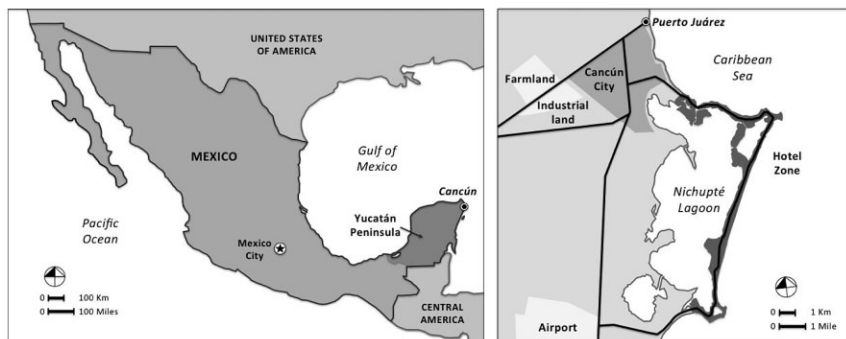 UNITED STATES
OF AMERICA
MEXICO
Gulf of
Mexico
Cancún
Yucatán
Peninsula
Pacific
Ocean
Mexico
City
0 100 Km
0 100 Miles
CENTRAL
AMERICA
Puerto Juárez
Caribbean
Sea
Farmland
Cancún
City
Industrial
land
Hotel
Zone
Nichupté
Lagoon
Airport
0 1 Km
0 1 Mile